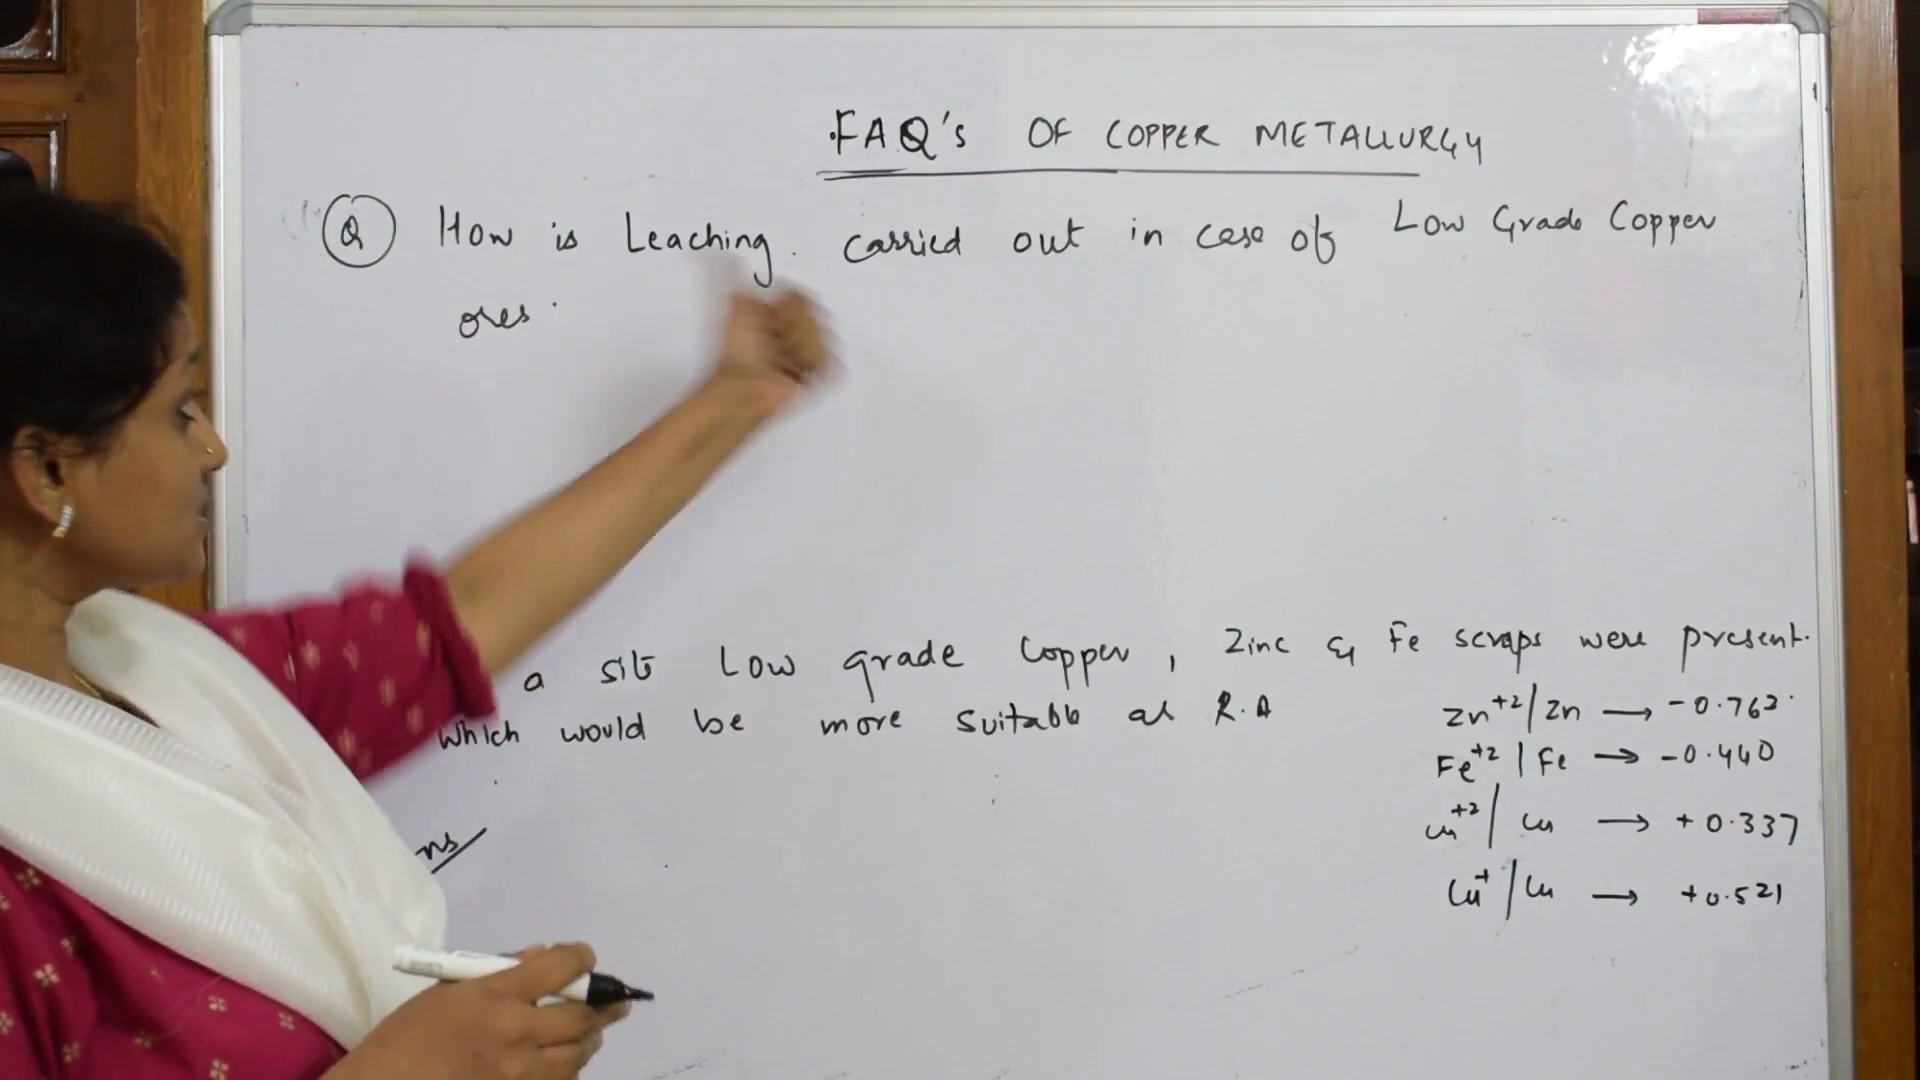 FAQ's OF COPPER METALLURGY
Q How is Leaching. carried out in case of Low Grade Copper
ores.
a site Low grade Copper, Zinc & Fe scraps were present.
which would be more suitable as R.A
Zn+2/Zn → -0.762
Fe+2 | Fe → -0.440
Cu+2/Cu → +0.337
Cu+/Cu → +0.521
ns